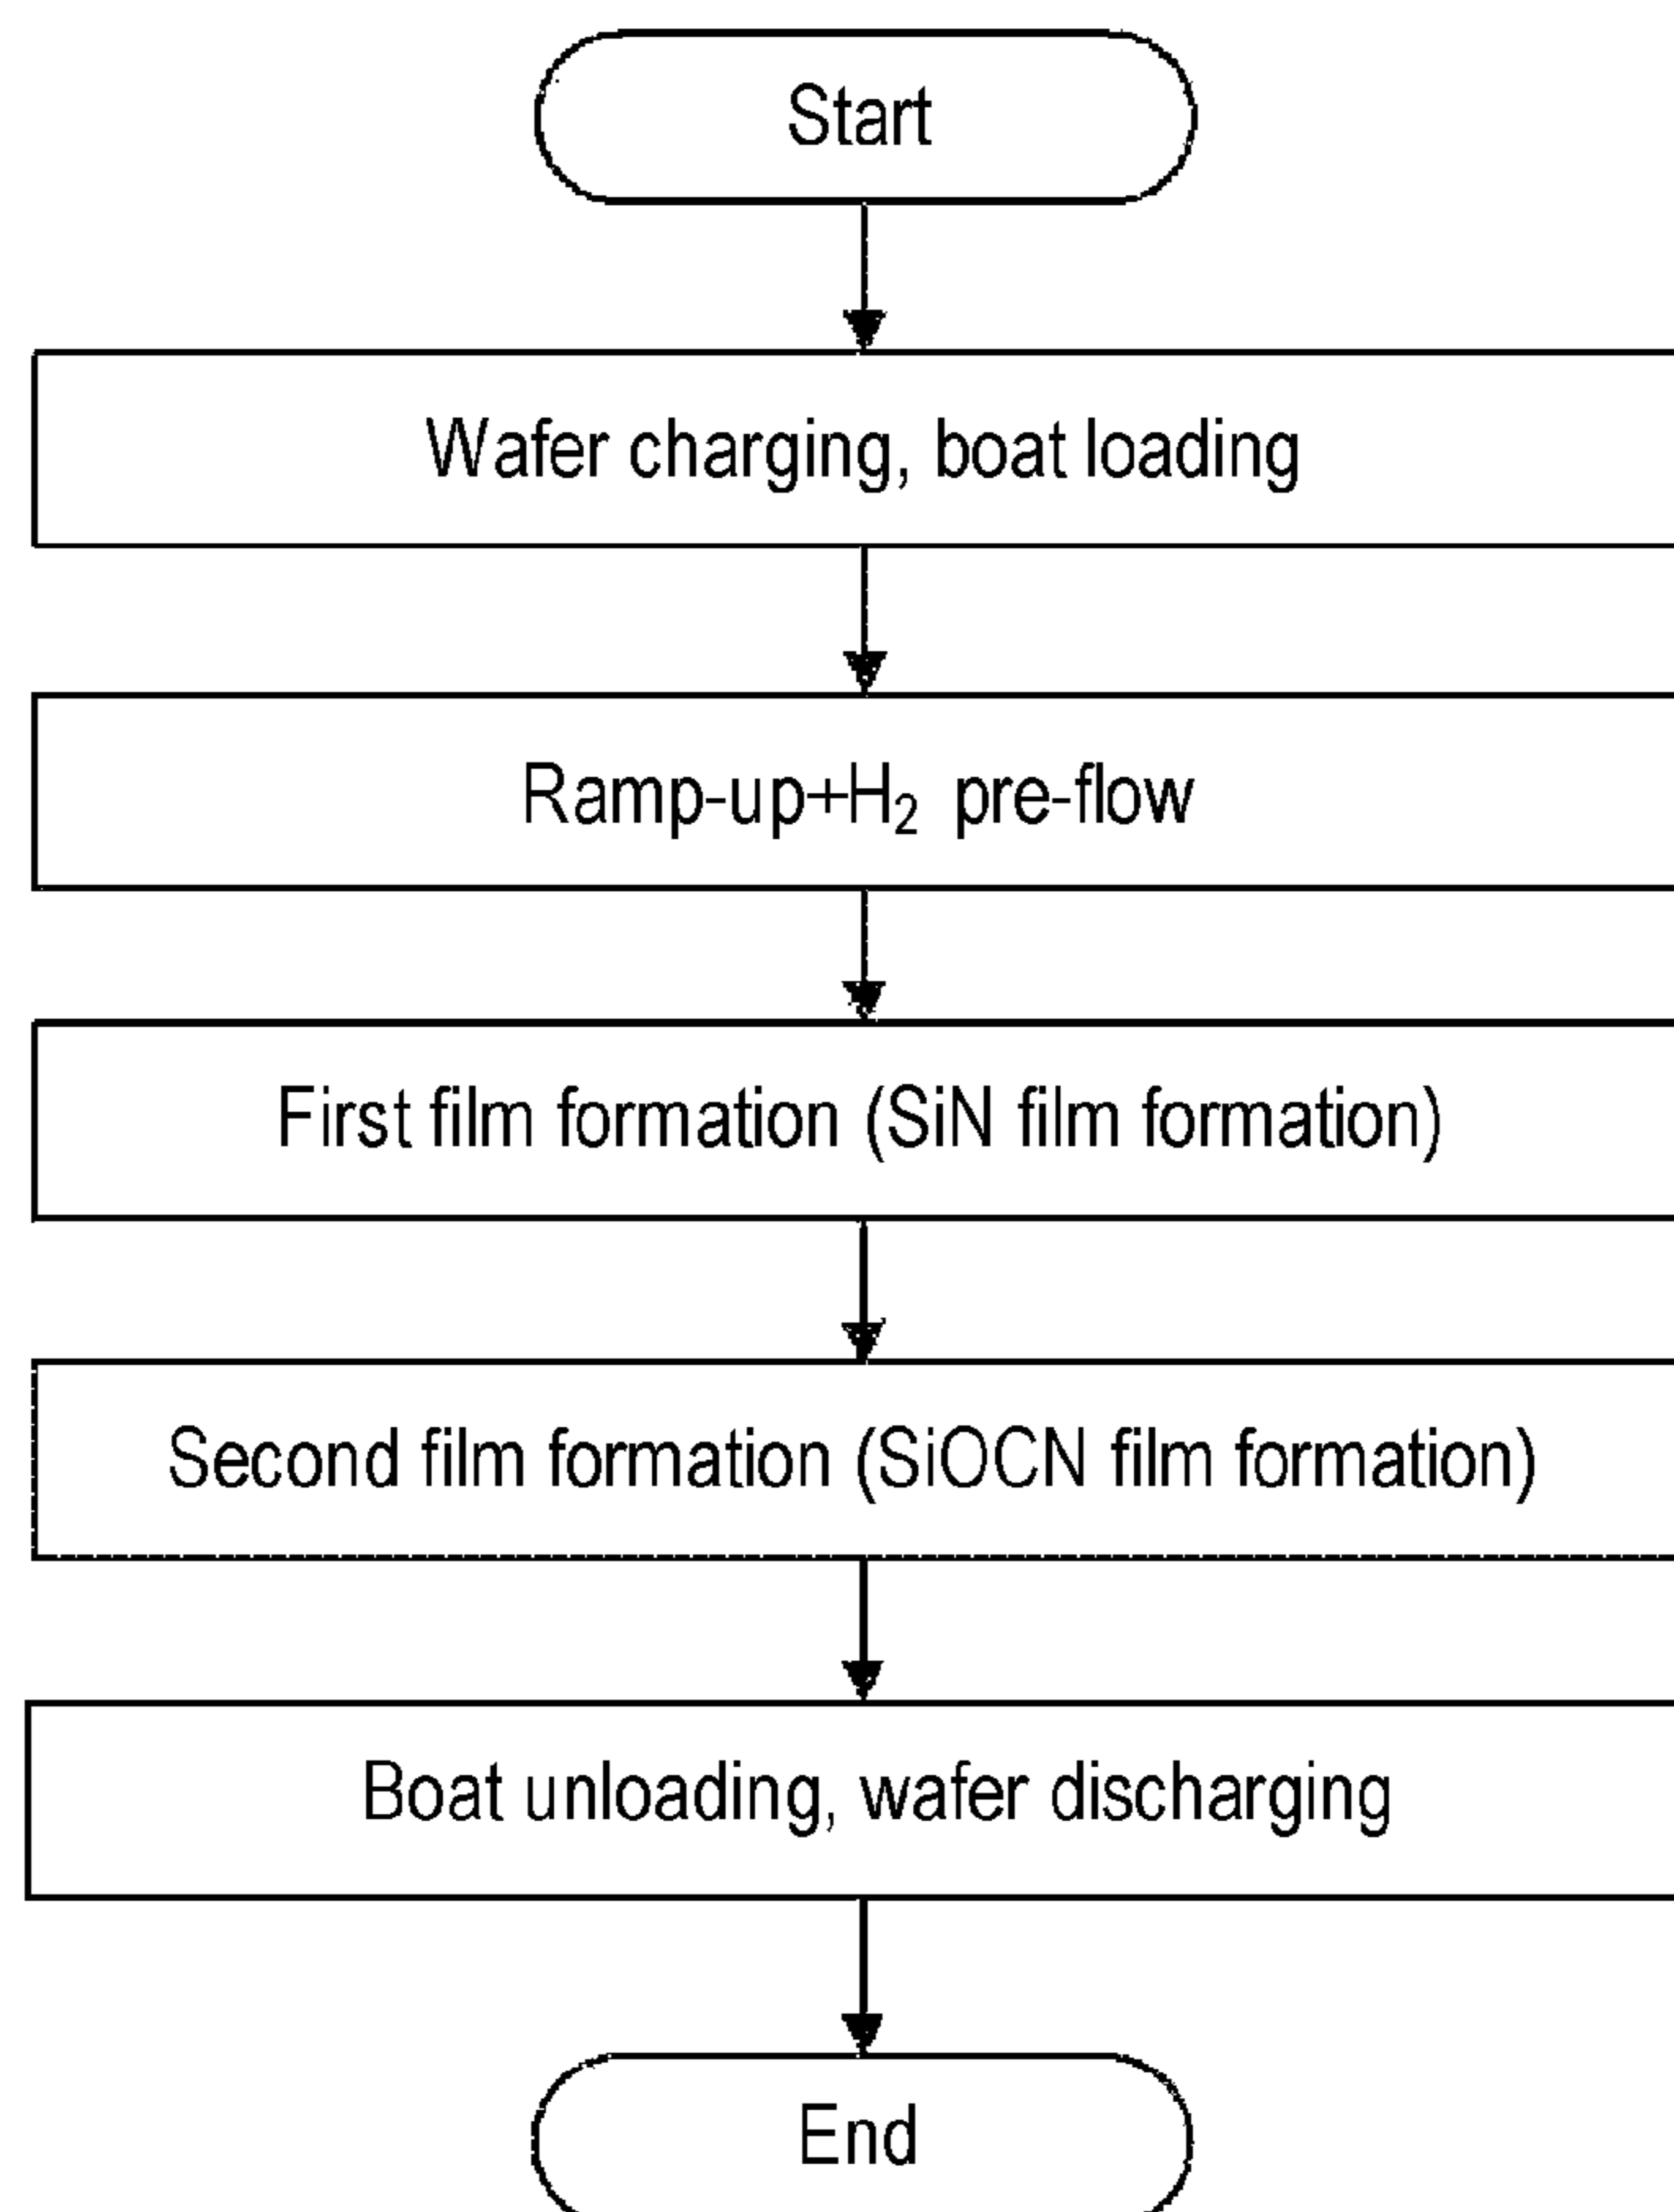 Start
Wafer charging, boat loading
Ramp-up+H₂ pre-flow
First film formation (SiN film formation)
Second film formation (SiOCN film formation)
Boat unloading, wafer discharging
End